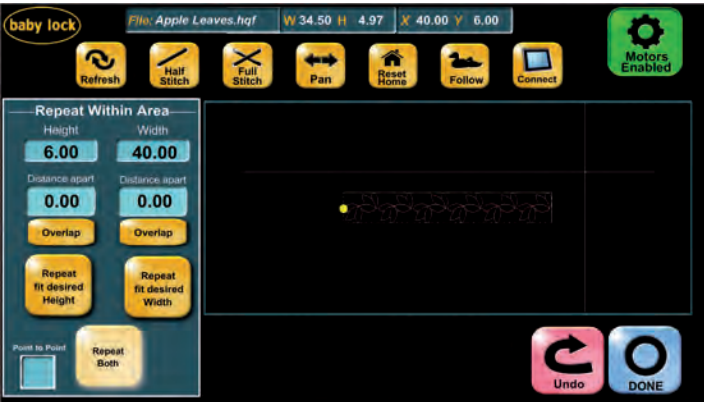 baby lock
File: Apple Leaves.hqf
W 34.50 H 4.97
X 40.00 Y 6.00
Motors
Enabled
Refresh
Half
Stitch
Full
Stitch
Pan
Reset
Home
Follow
Connect
Repeat Within Area
Height
Width
6.00
40.00
Distance apart
Distance apart
0.00
0.00
Overlap
Overlap
Repeat
fit desired
Height
Repeat
fit desired
Width
Point to Point
Repeat
Both
Undo
DONE